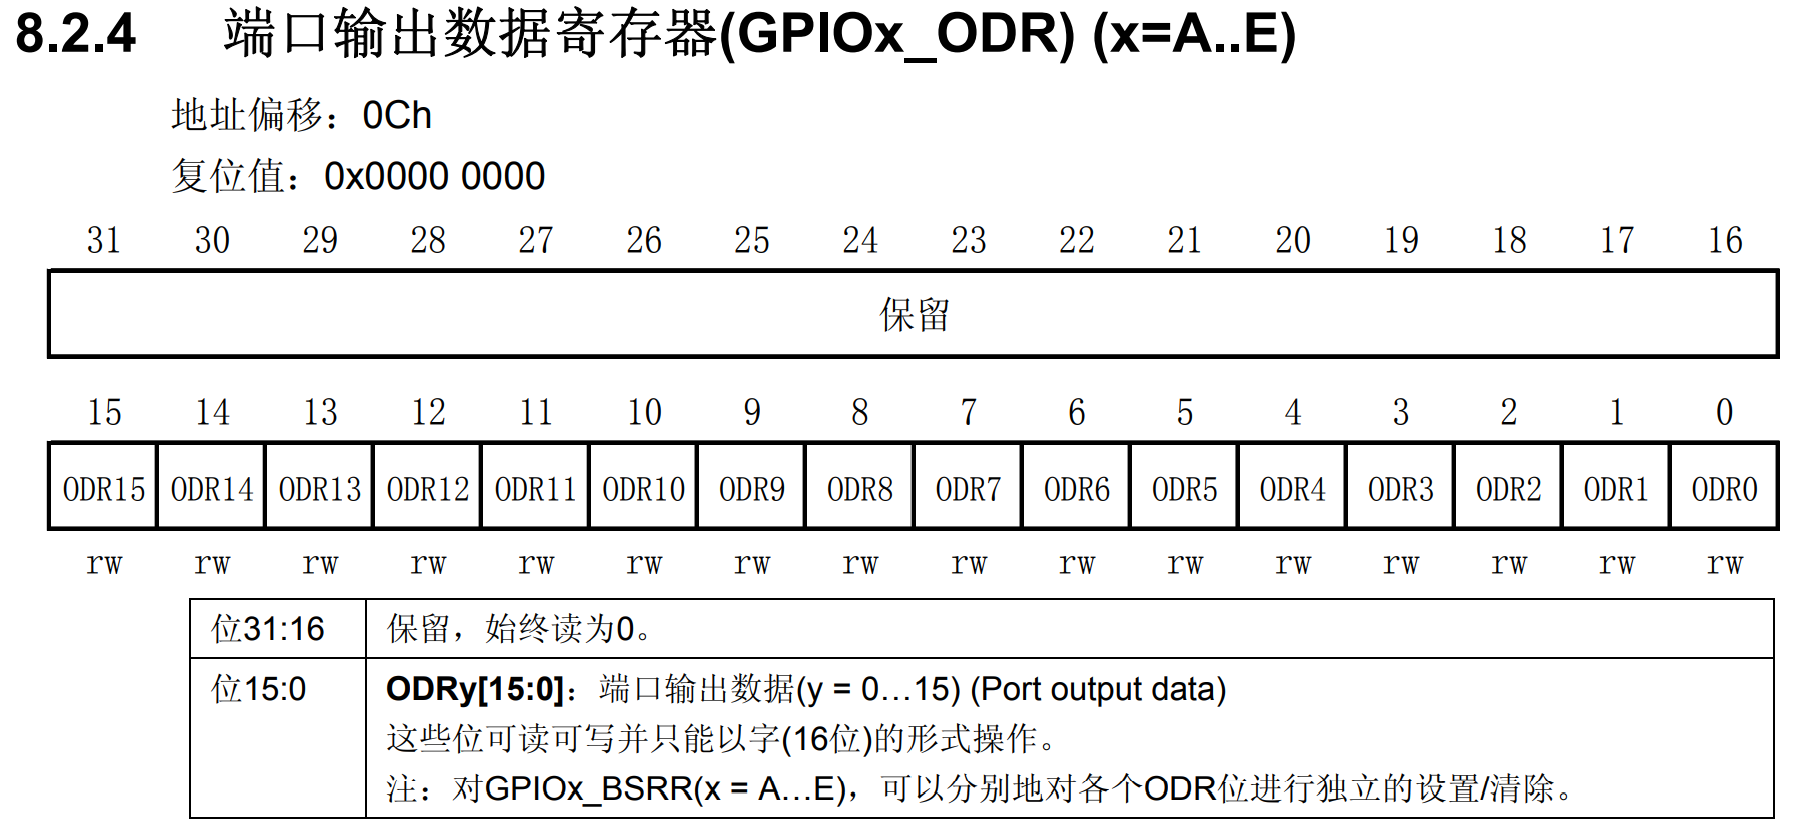 8.2.4 端口输出数据寄存器(GPIOx_ODR) (x=A..E)
地址偏移：0Ch
复位值：0x0000 0000
31 30 29 28 27 26 25 24 23 22 21 20 19 18 17 16
保留
15 14 13 12 11 10 9 8 7 6 5 4 3 2 1 0
ODR15 ODR14 ODR13 ODR12 ODR11 ODR10 ODR9 ODR8 ODR7 ODR6 ODR5 ODR4 ODR3 ODR2 ODR1 ODR0
rw rw rw rw rw rw rw rw rw rw rw rw rw rw rw rw
位31:16 保留，始终读为0。
位15:0 ODRy[15:0]：端口输出数据(y = 0…15) (Port output data)
这些位可读可写并只能以字(16位)的形式操作。
注：对GPIOx_BSRR(x = A…E)，可以分别地对各个ODR位进行独立的设置/清除。